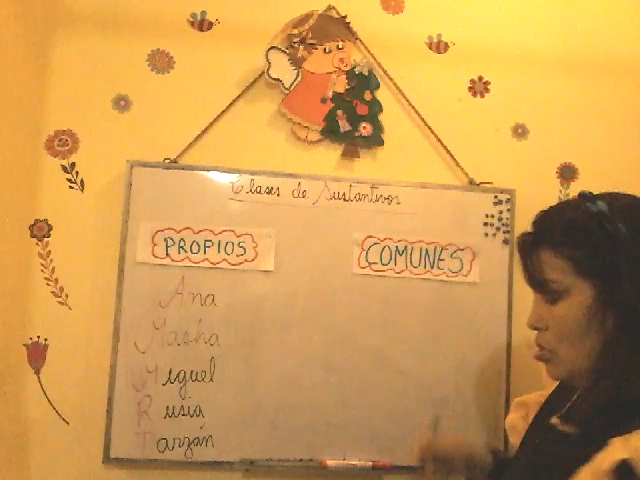 Clases de Sustantivos
PROPIOS
COMUNES
Ana
Masha
Miguel
Rusia
Tarzán